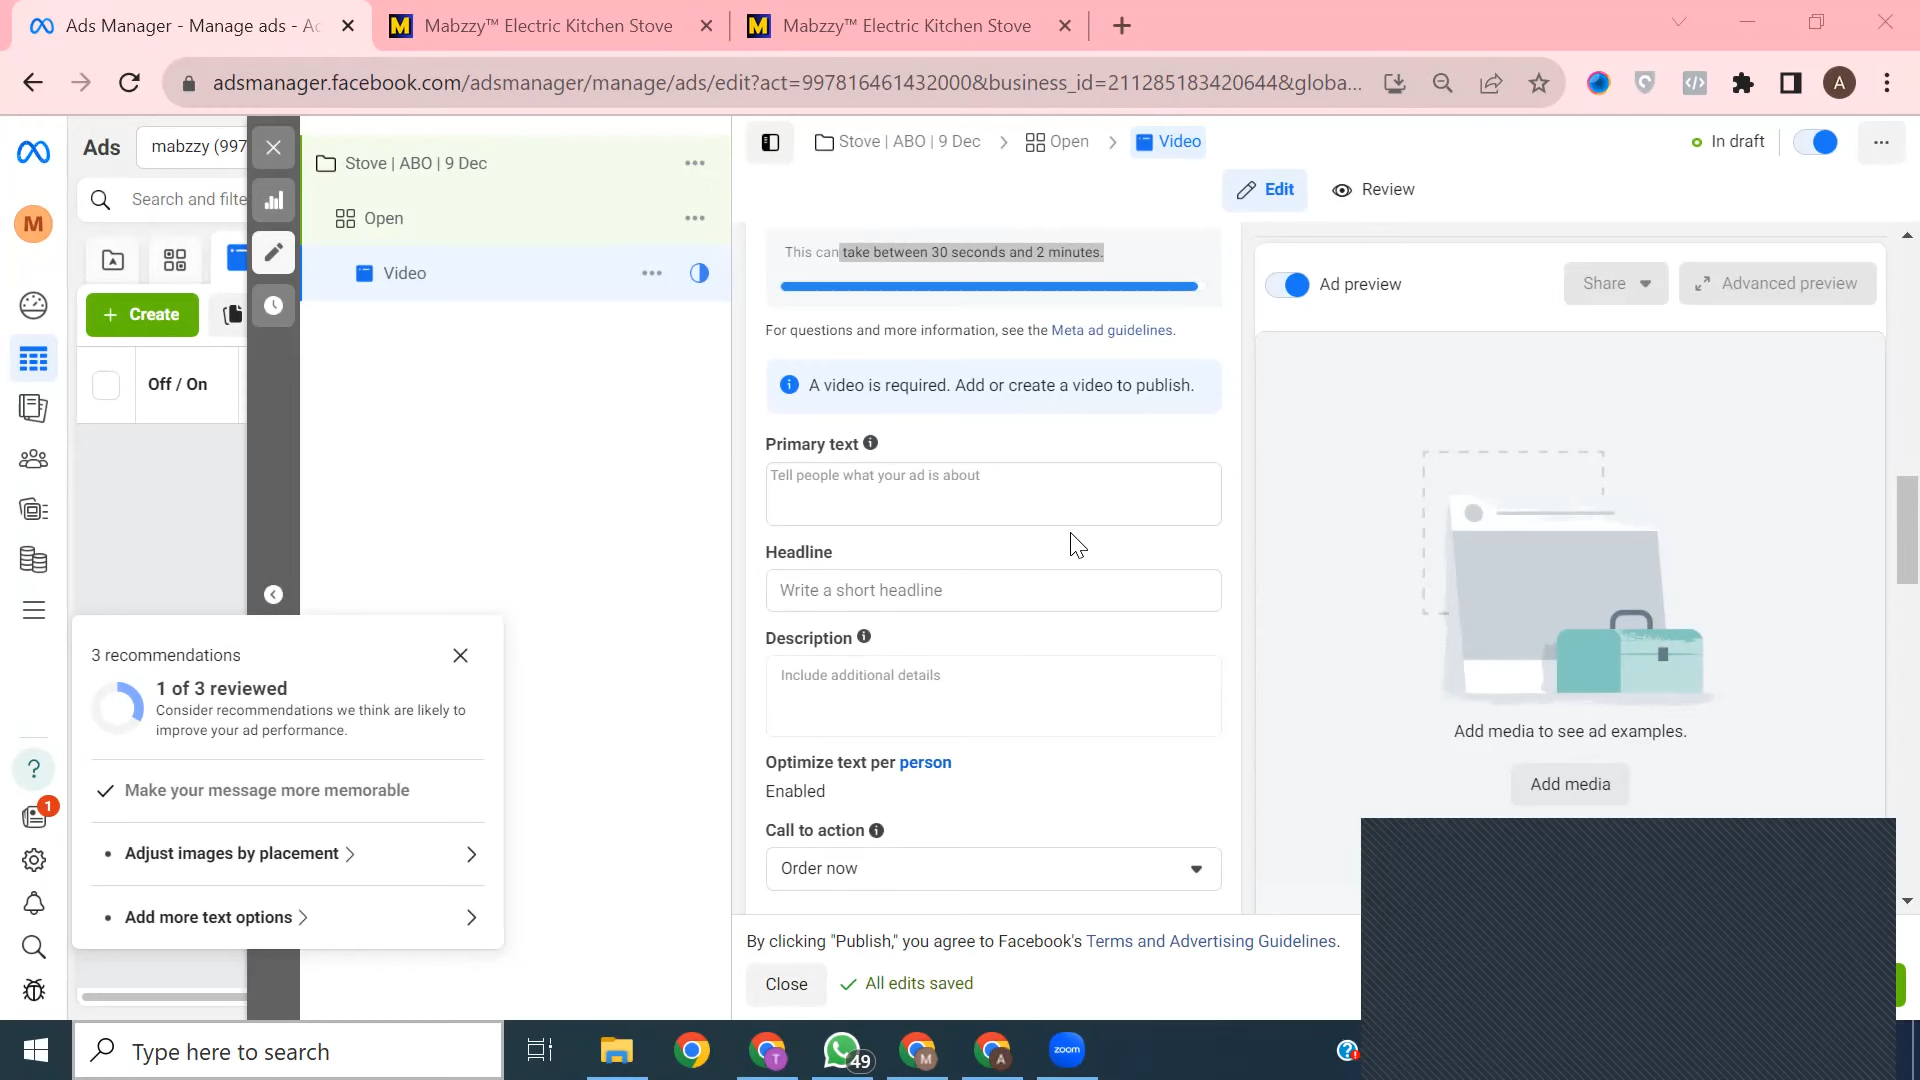 Ads Manager - Manage ads - Ac
Mabzzy™ Electric Kitchen Stove
Mabzzy™ Electric Kitchen Stove
adsmanager.facebook.com/adsmanager/manage/ads/edit?act=997816461432000&business_id=211285183420644&globa...
A
Ads
mabzzy (997
Search and filte
M
+ Create
Off / On
Stove | ABO | 9 Dec
Open
Video
Stove | ABO | 9 Dec
Open
Video
In draft
Edit
Review
This can take between 30 seconds and 2 minutes.
For questions and more information, see the Meta ad guidelines.
A video is required. Add or create a video to publish.
Primary text
Tell people what your ad is about
Headline
Write a short headline
Description
Include additional details
Optimize text per person
Enabled
Call to action
Order now
Ad preview
Share
Advanced preview
Add media to see ad examples.
Add media
3 recommendations
1 of 3 reviewed
Consider recommendations we think are likely to
improve your ad performance.
Make your message more memorable
• Adjust images by placement
• Add more text options
1
By clicking "Publish," you agree to Facebook's Terms and Advertising Guidelines.
Close
All edits saved
Type here to search
T
49
M
A
zoom